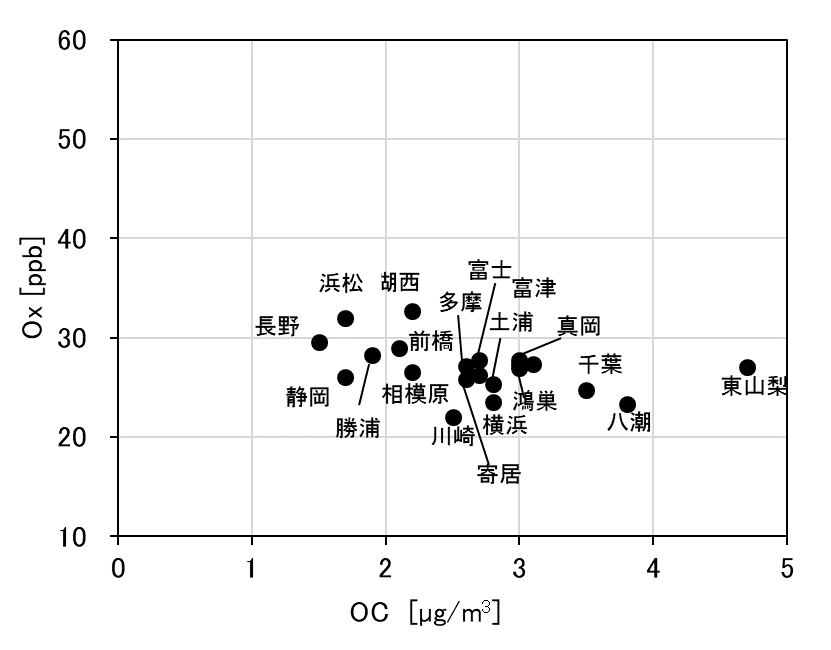 60
50
40
30
20
10
Ox [ppb]
浜松
胡西
富士
富津
多摩
長野
前橋
土浦
真岡
千葉
静岡
相模原
鴻巣
東山梨
勝浦
川崎
横浜
八潮
寄居
0 1 2 3 4 5
OC [μg/m³]